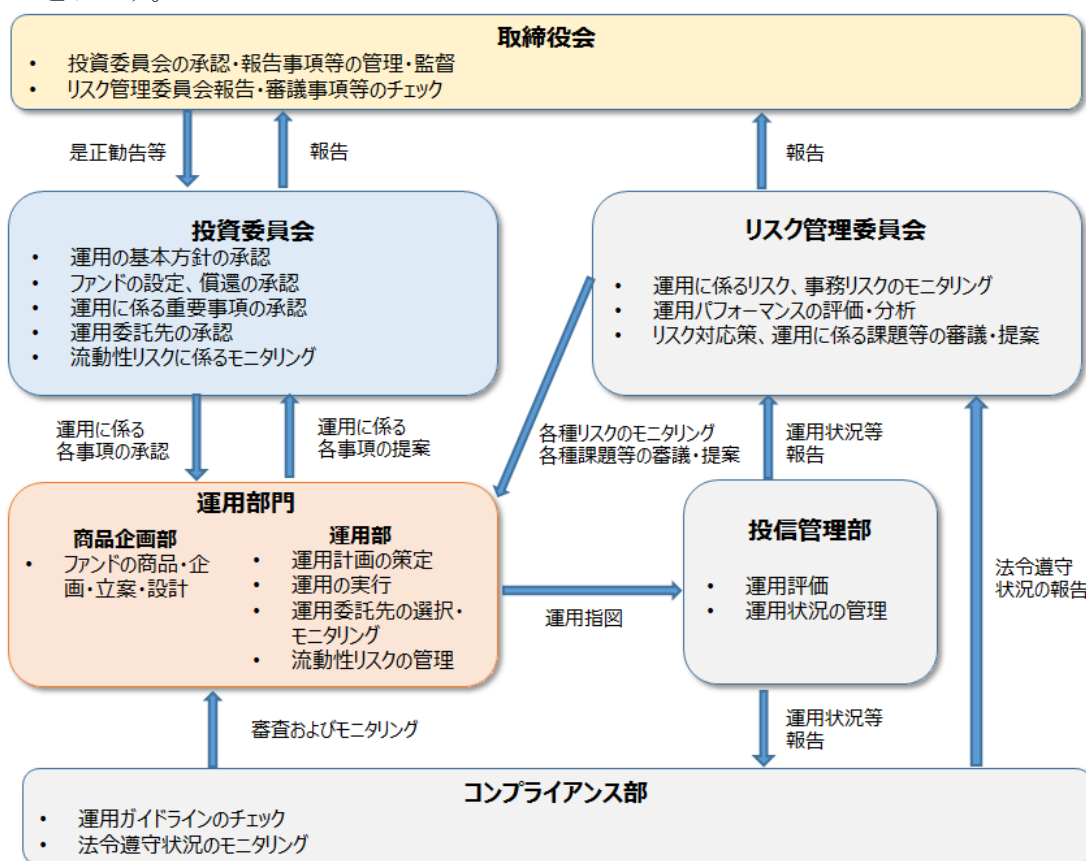 取締役会
• 投資委員会の承認・報告事項等の管理・監督
• リスク管理委員会報告・審議事項等のチェック
是正勧告等
報告
報告
投資委員会
• 運用の基本方針の承認
• ファンドの設定、償還の承認
• 運用に係る重要事項の承認
• 運用委託先の承認
• 流動性リスクに係るモニタリング
リスク管理委員会
• 運用に係るリスク、事務リスクのモニタリング
• 運用パフォーマンスの評価・分析
• リスク対応策、運用に係る課題等の審議・提案
運用に係る
各事項の承認
運用に係る
各事項の提案
各種リスクのモニタリング
各種課題等の審議・提案
運用状況等
報告
運用部門
商品企画部
• ファンドの商品・企
画・立案・設計
運用部
• 運用計画の策定
• 運用の実行
• 運用委託先の選択・
モニタリング
• 流動性リスクの管理
運用指図
投信管理部
• 運用評価
• 運用状況の管理
法令遵守
状況の報告
審査およびモニタリング
運用状況等
報告
コンプライアンス部
• 運用ガイドラインのチェック
• 法令遵守状況のモニタリング